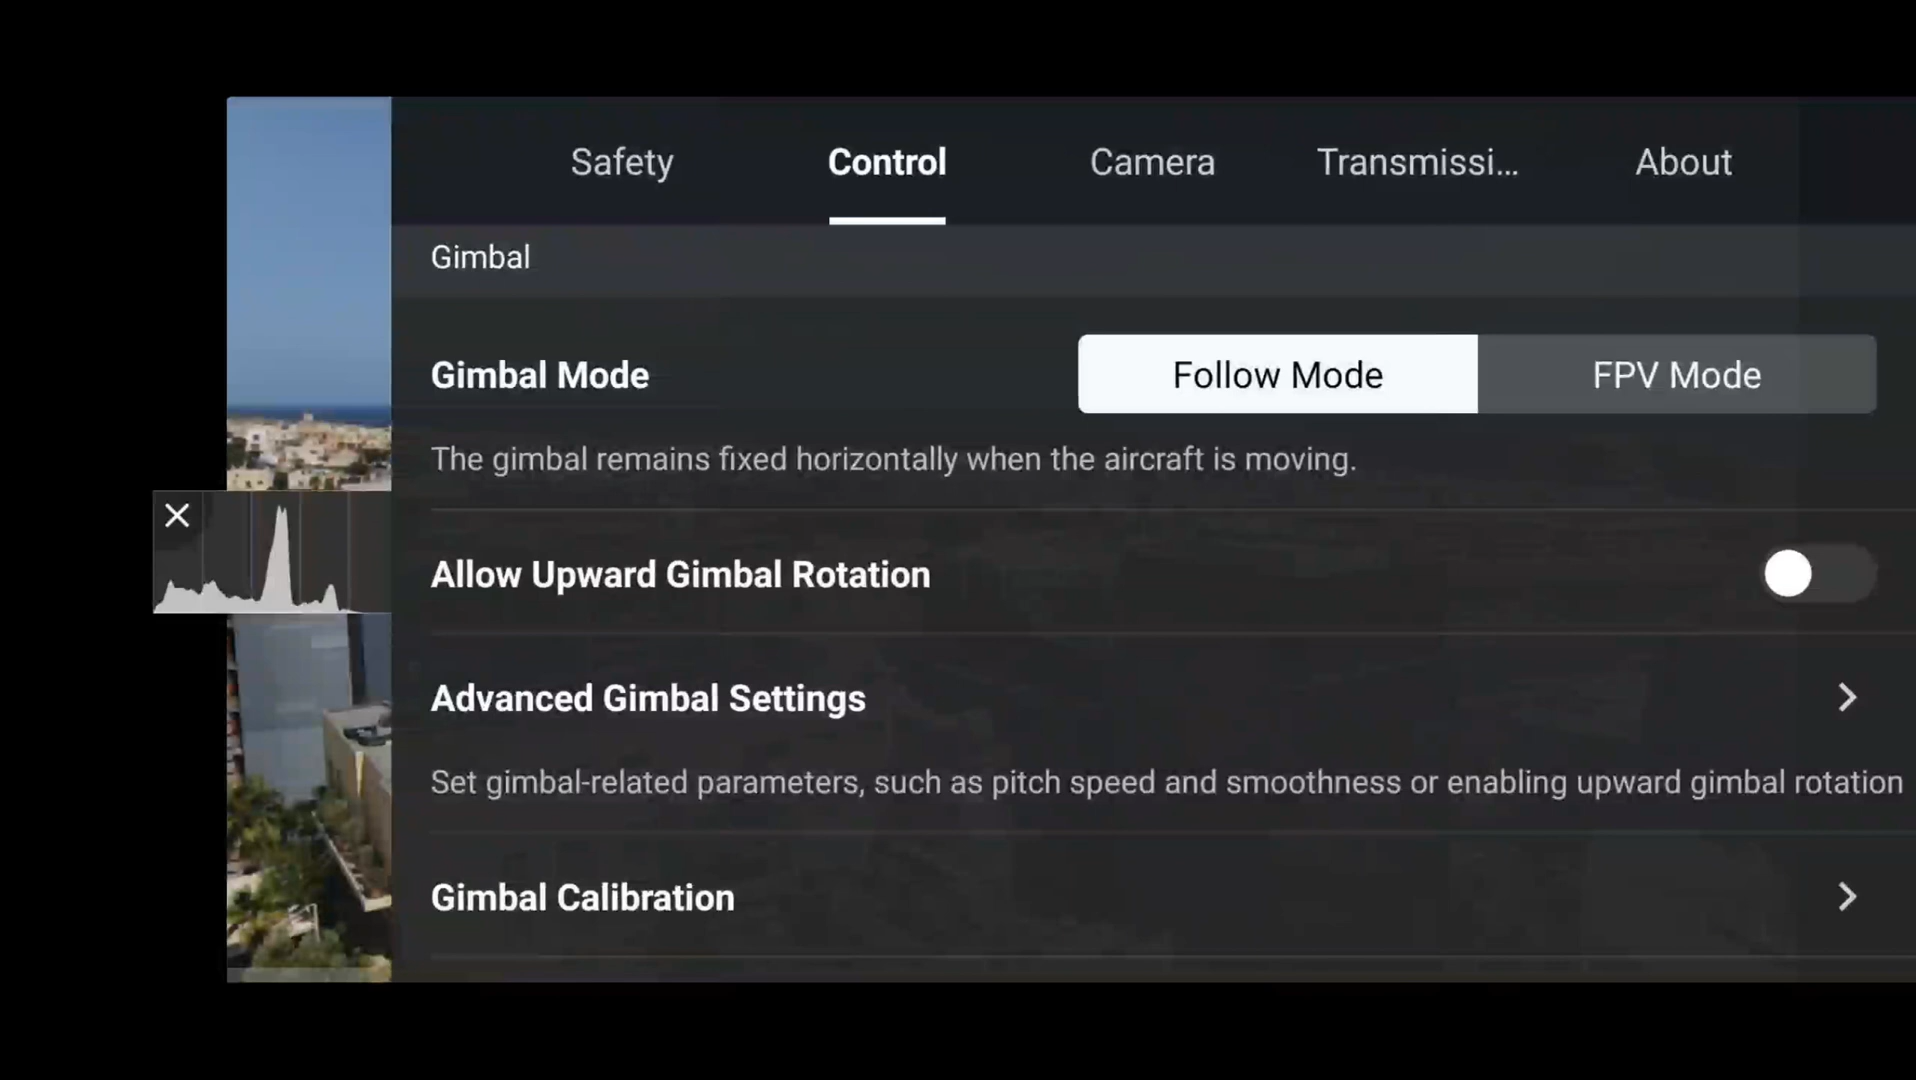 Safety Control Camera Transmissi... About
Gimbal
Gimbal Mode Follow Mode FPV Mode
The gimbal remains fixed horizontally when the aircraft is moving.
Allow Upward Gimbal Rotation
Advanced Gimbal Settings
Set gimbal-related parameters, such as pitch speed and smoothness or enabling upward gimbal rotation
Gimbal Calibration